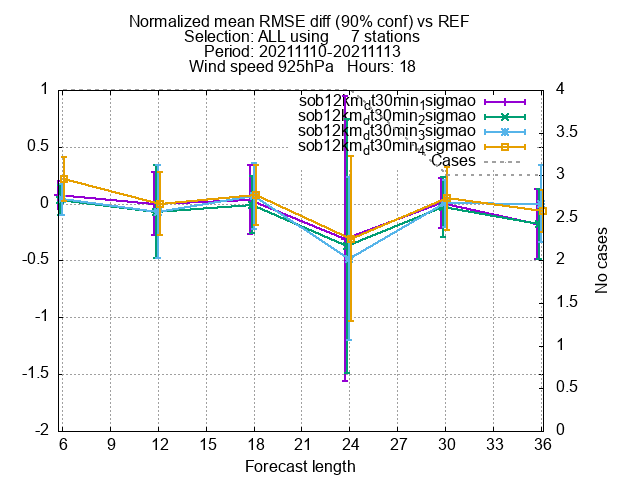 Normalized mean RMSE diff (90% conf) vs REF
Selection: ALL using 7 stations
Period: 20211110-20211113
Wind speed 925hPa Hours: 18
sob12km_dt30min_1sigmao
sob12km_dt30min_2sigmao
sob12km_dt30min_3sigmao
sob12km_dt30min_4sigmao
Cases
1
0.5
0
-0.5
-1
-1.5
-2
4
3.5
3
2.5
2
1.5
1
0.5
0
No cases
6 9 12 15 18 21 24 27 30 33 36
Forecast length